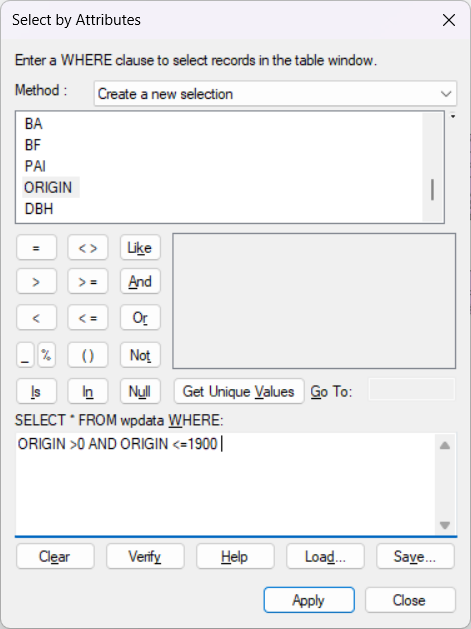 Select by Attributes
Enter a WHERE clause to select records in the table window.
Method : Create a new selection
BA
BF
PAI
ORIGIN
DBH
= < > Like
> > = And
< < = Or
_ % ( ) Not
Is In Null Get Unique Values Go To:
SELECT * FROM wpdata WHERE:
ORIGIN >0 AND ORIGIN <=1900
Clear Verify Help Load... Save...
Apply Close